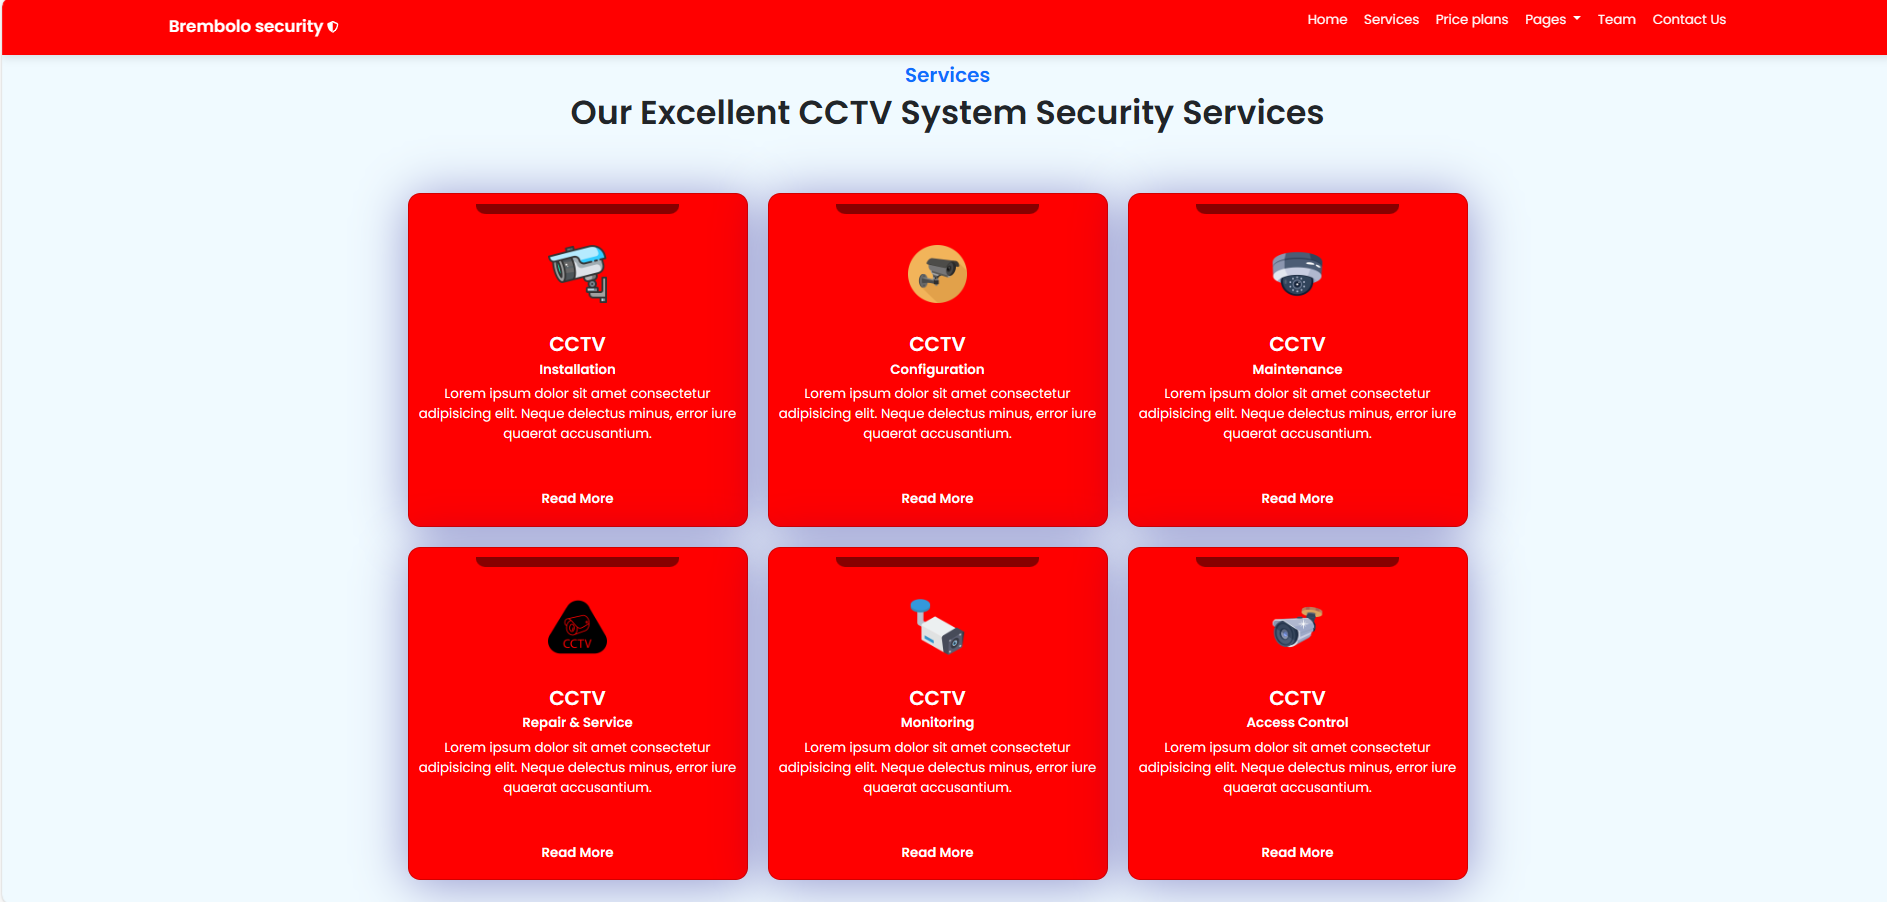 Brembolo security
Home Services Price plans Pages Team Contact Us
Services
Our Excellent CCTV System Security Services
CCTV
Installation
Lorem ipsum dolor sit amet consectetur
adipisicing elit. Neque delectus minus, error iure
quaerat accusantium.
Read More
CCTV
Configuration
Lorem ipsum dolor sit amet consectetur
adipisicing elit. Neque delectus minus, error iure
quaerat accusantium.
Read More
CCTV
Maintenance
Lorem ipsum dolor sit amet consectetur
adipisicing elit. Neque delectus minus, error iure
quaerat accusantium.
Read More
CCTV
CCTV
Repair & Service
Lorem ipsum dolor sit amet consectetur
adipisicing elit. Neque delectus minus, error iure
quaerat accusantium.
Read More
CCTV
Monitoring
Lorem ipsum dolor sit amet consectetur
adipisicing elit. Neque delectus minus, error iure
quaerat accusantium.
Read More
CCTV
Access Control
Lorem ipsum dolor sit amet consectetur
adipisicing elit. Neque delectus minus, error iure
quaerat accusantium.
Read More